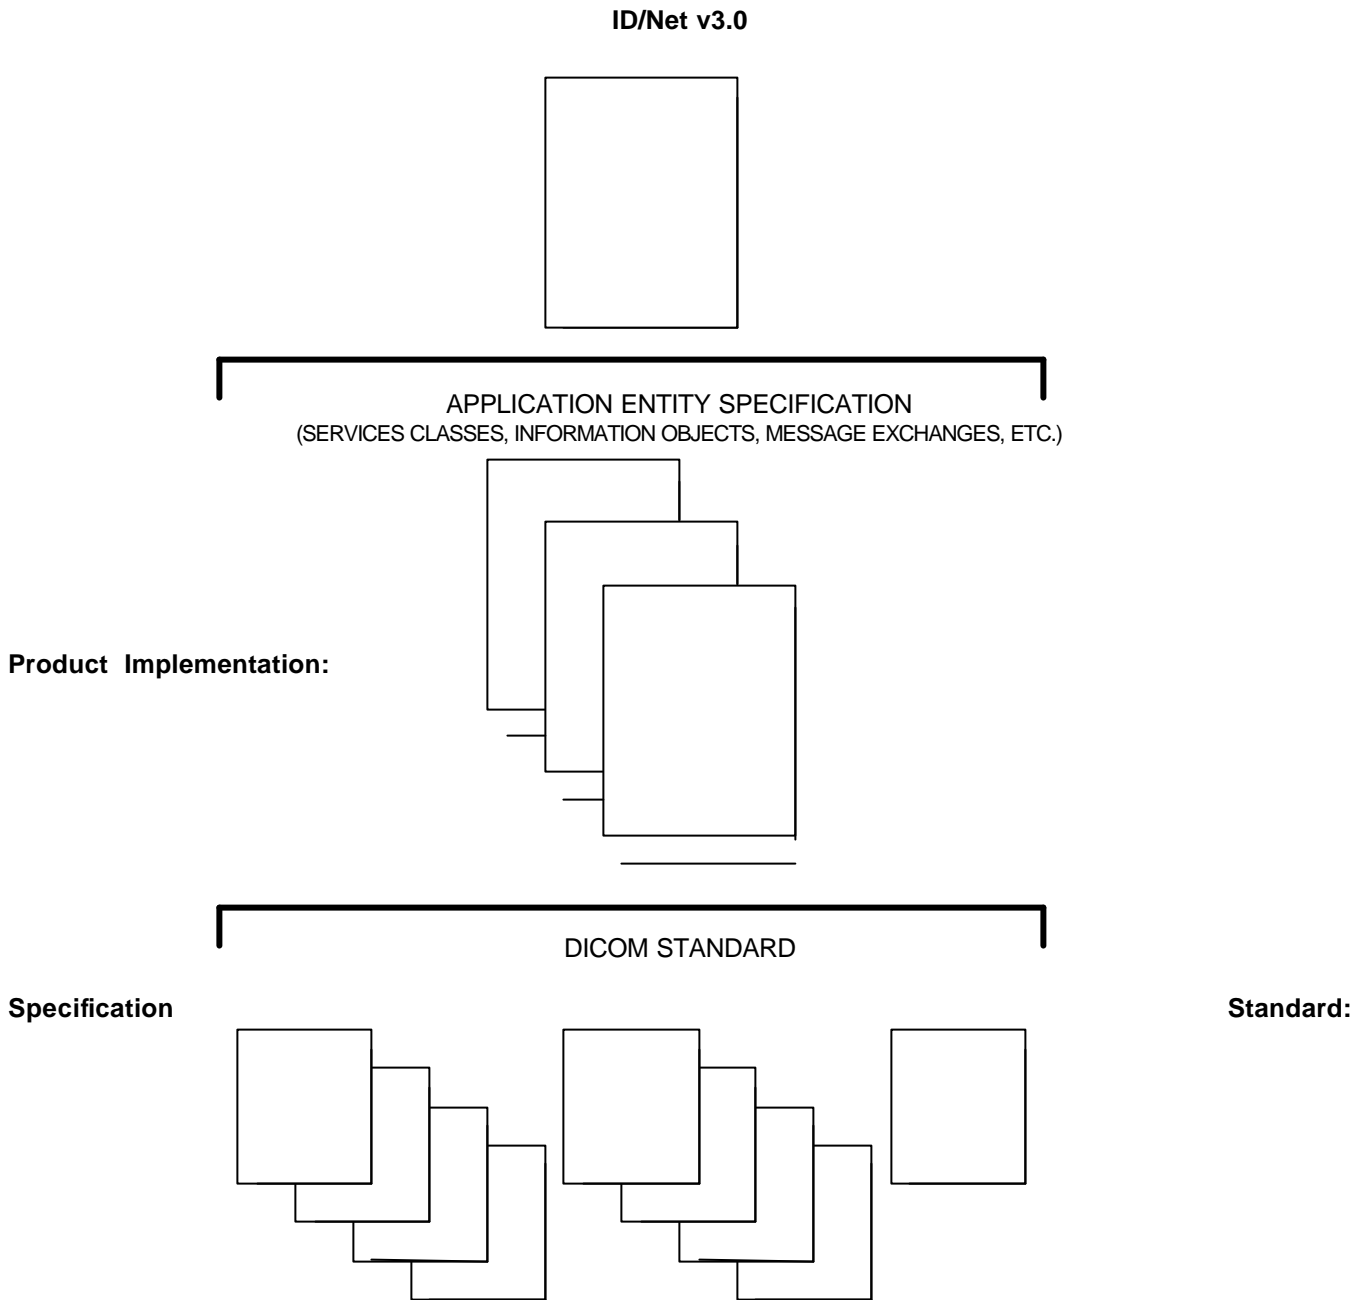 ID/Net v3.0
APPLICATION ENTITY SPECIFICATION
(SERVICES CLASSES, INFORMATION OBJECTS, MESSAGE EXCHANGES, ETC.)
Product Implementation:
DICOM STANDARD
Specification Standard: